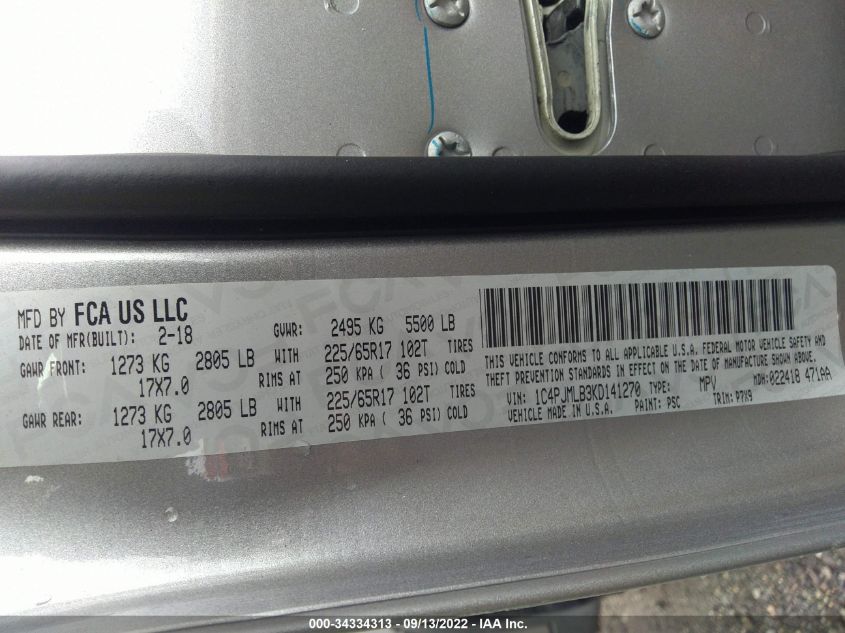 MFD BY FCA US LLC
DATE OF MFR(BUILT): 2-18 GVWR: 2495 KG 5500 LB
GAWR FRONT: 1273 KG 2805 LB WITH 225/65R17 102T TIRES
17X7.0 RIMS AT 250 KPA ( 36 PSI) COLD
GAWR REAR: 1273 KG 2805 LB WITH 225/65R17 102T TIRES
17X7.0 RIMS AT 250 KPA ( 36 PSI) COLD
THIS VEHICLE CONFORMS TO ALL APPLICABLE U.S.A. FEDERAL MOTOR VEHICLE SAFETY AND
THEFT PREVENTION STANDARDS IN EFFECT ON THE DATE OF MANUFACTURE SHOWN ABOVE.
VIN: 1C4PJMLB3KD141270 TYPE: MPV MDH: 022418 471AA
VEHICLE MADE IN U.S.A. PAINT: PSC TRIM: P7X9
000-34334313 - 09/13/2022 - IAA Inc.